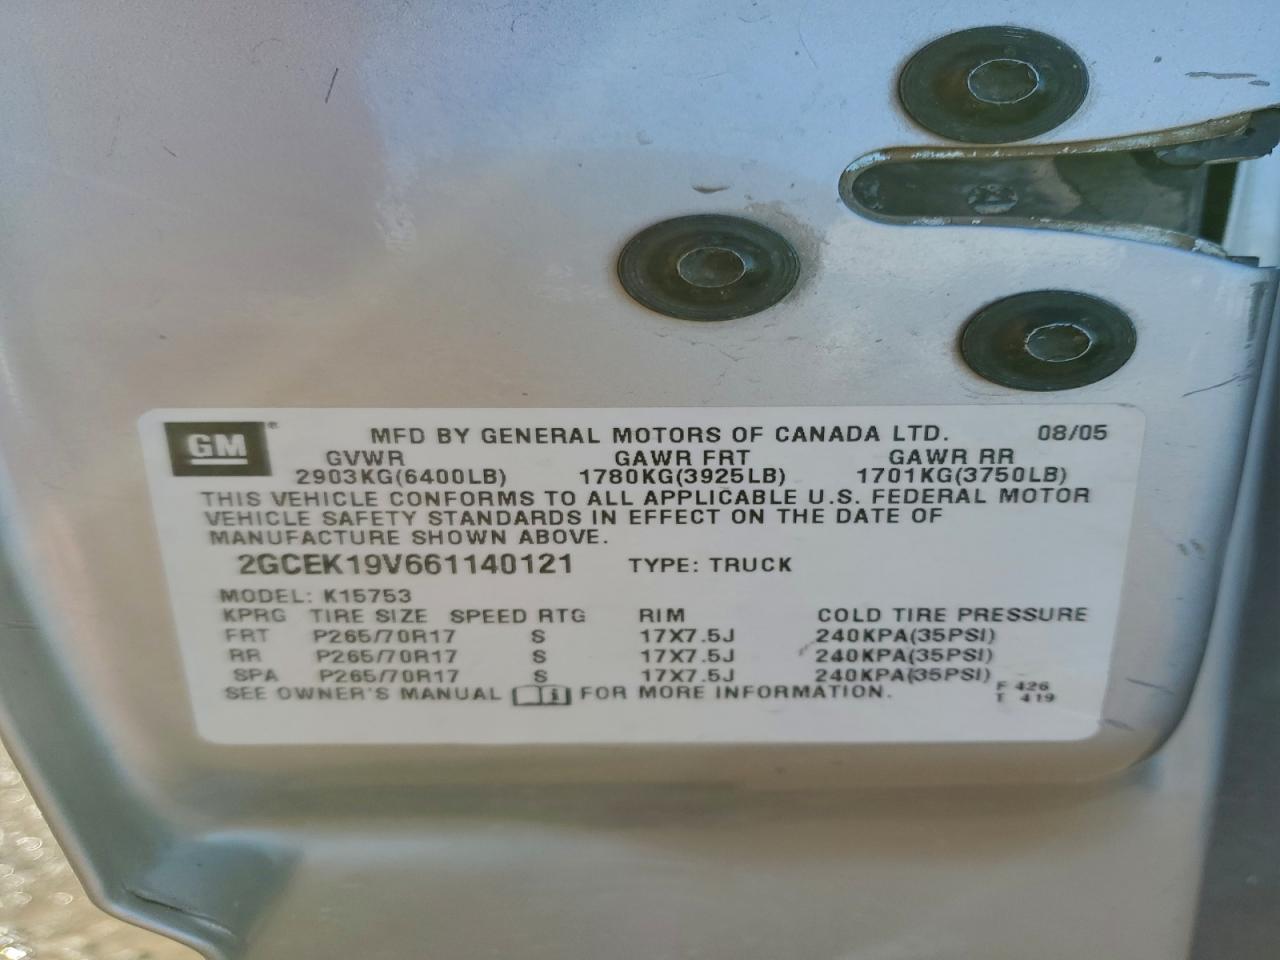 GM ® MFD BY GENERAL MOTORS OF CANADA LTD. 08/05
GVWR GAWR FRT GAWR RR
2903KG(6400LB) 1780KG(3925LB) 1701KG(3750LB)
THIS VEHICLE CONFORMS TO ALL APPLICABLE U.S. FEDERAL MOTOR
VEHICLE SAFETY STANDARDS IN EFFECT ON THE DATE OF
MANUFACTURE SHOWN ABOVE.
2GCEK19V661140121 TYPE: TRUCK
MODEL: K15753
KPRG TIRE SIZE SPEED RTG RIM COLD TIRE PRESSURE
FRT P265/70R17 S 17X7.5J 240KPA(35PSI)
RR P265/70R17 S 17X7.5J 240KPA(35PSI)
SPA P265/70R17 S 17X7.5J 240KPA(35PSI)
SEE OWNER'S MANUAL FOR MORE INFORMATION. F 426
T 419